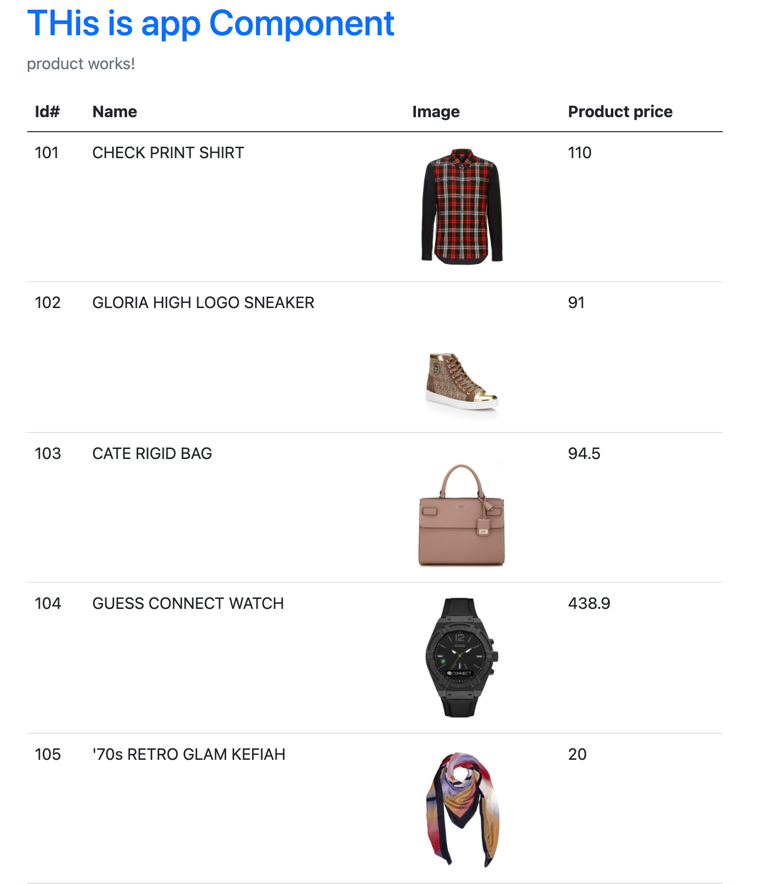 THis is app Component
product works!
Id# Name Image Product price
101 CHECK PRINT SHIRT 110
102 GLORIA HIGH LOGO SNEAKER 91
103 CATE RIGID BAG 94.5
104 GUESS CONNECT WATCH 438.9
CONNECT
105 '70s RETRO GLAM KEFIAH 20